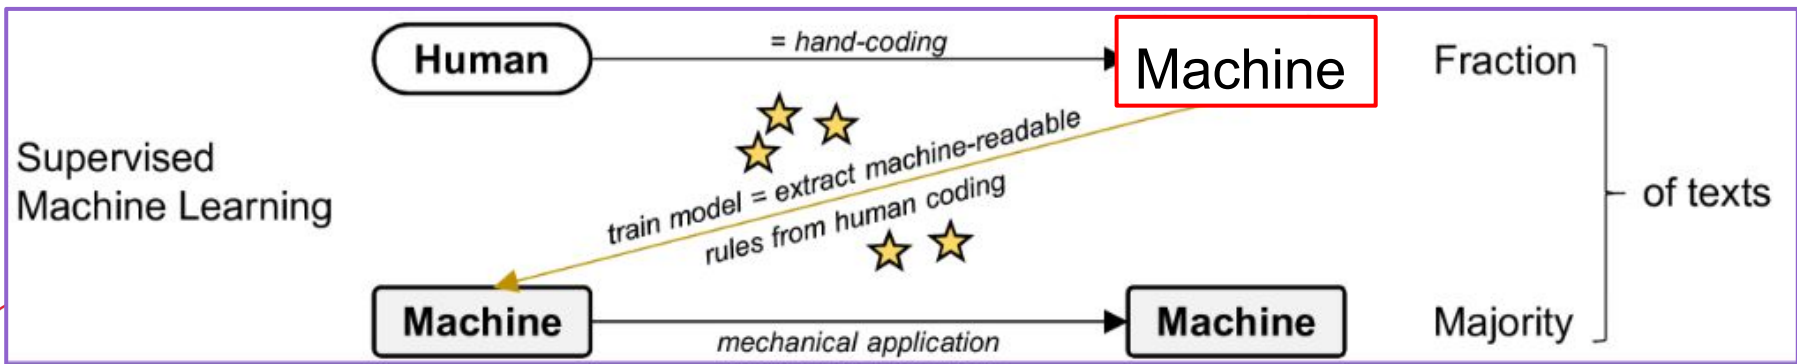 Supervised
Machine Learning
Human
= hand-coding
Machine
Fraction
train model = extract machine-readable
rules from human coding
of texts
Machine
mechanical application
Machine
Majority